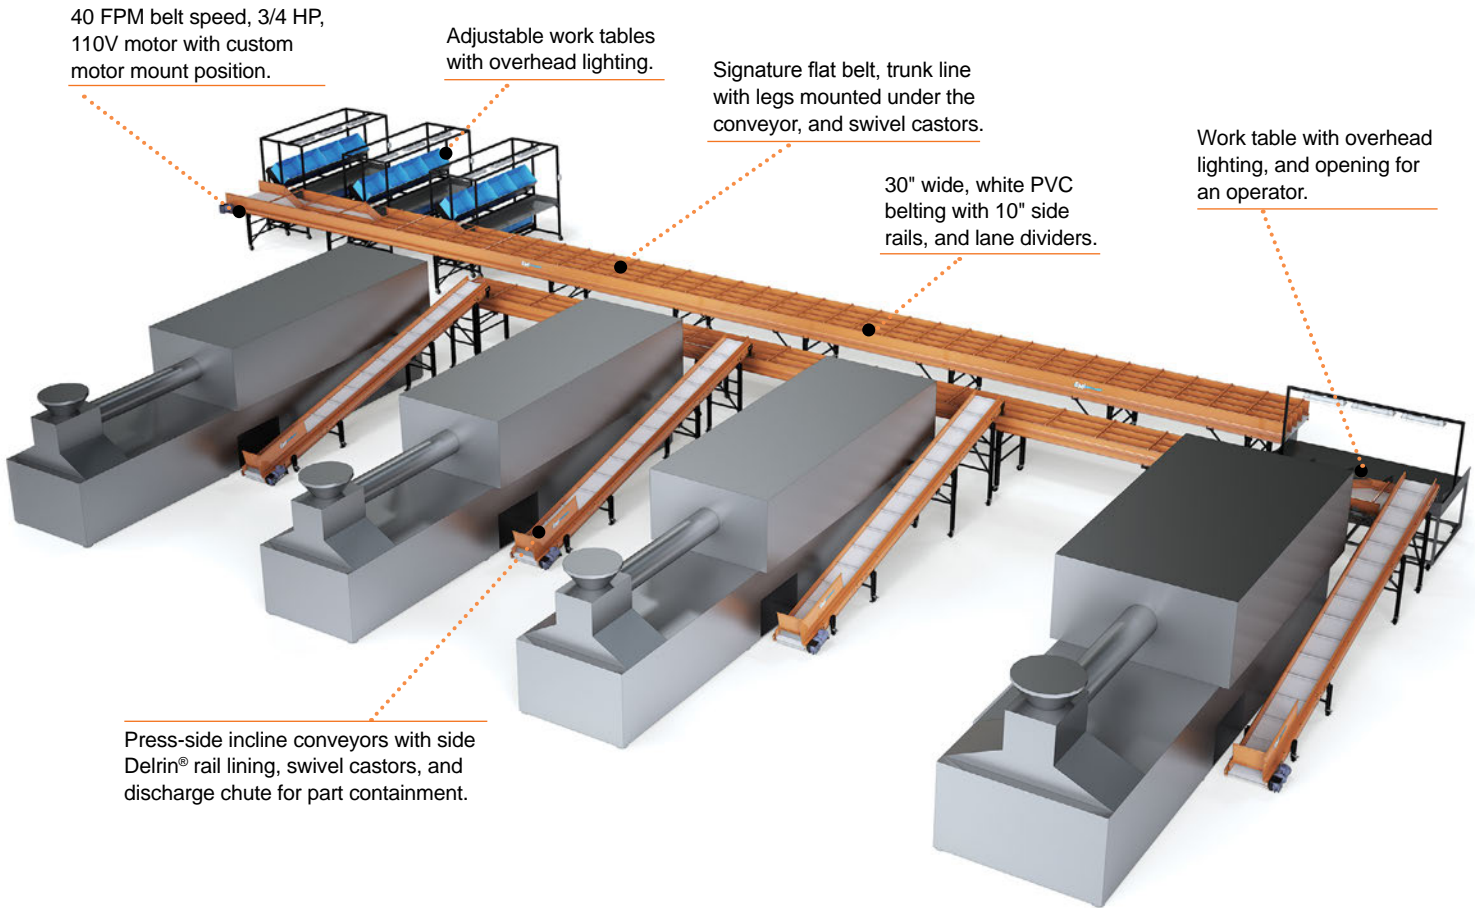 40 FPM belt speed, 3/4 HP,
110V motor with custom
motor mount position.
Adjustable work tables
with overhead lighting.
Signature flat belt, trunk line
with legs mounted under the
conveyor, and swivel castors.
30" wide, white PVC
belting with 10" side
rails, and lane dividers.
Work table with overhead
lighting, and opening for
an operator.
Press-side incline conveyors with side
Delrin® rail lining, swivel castors, and
discharge chute for part containment.